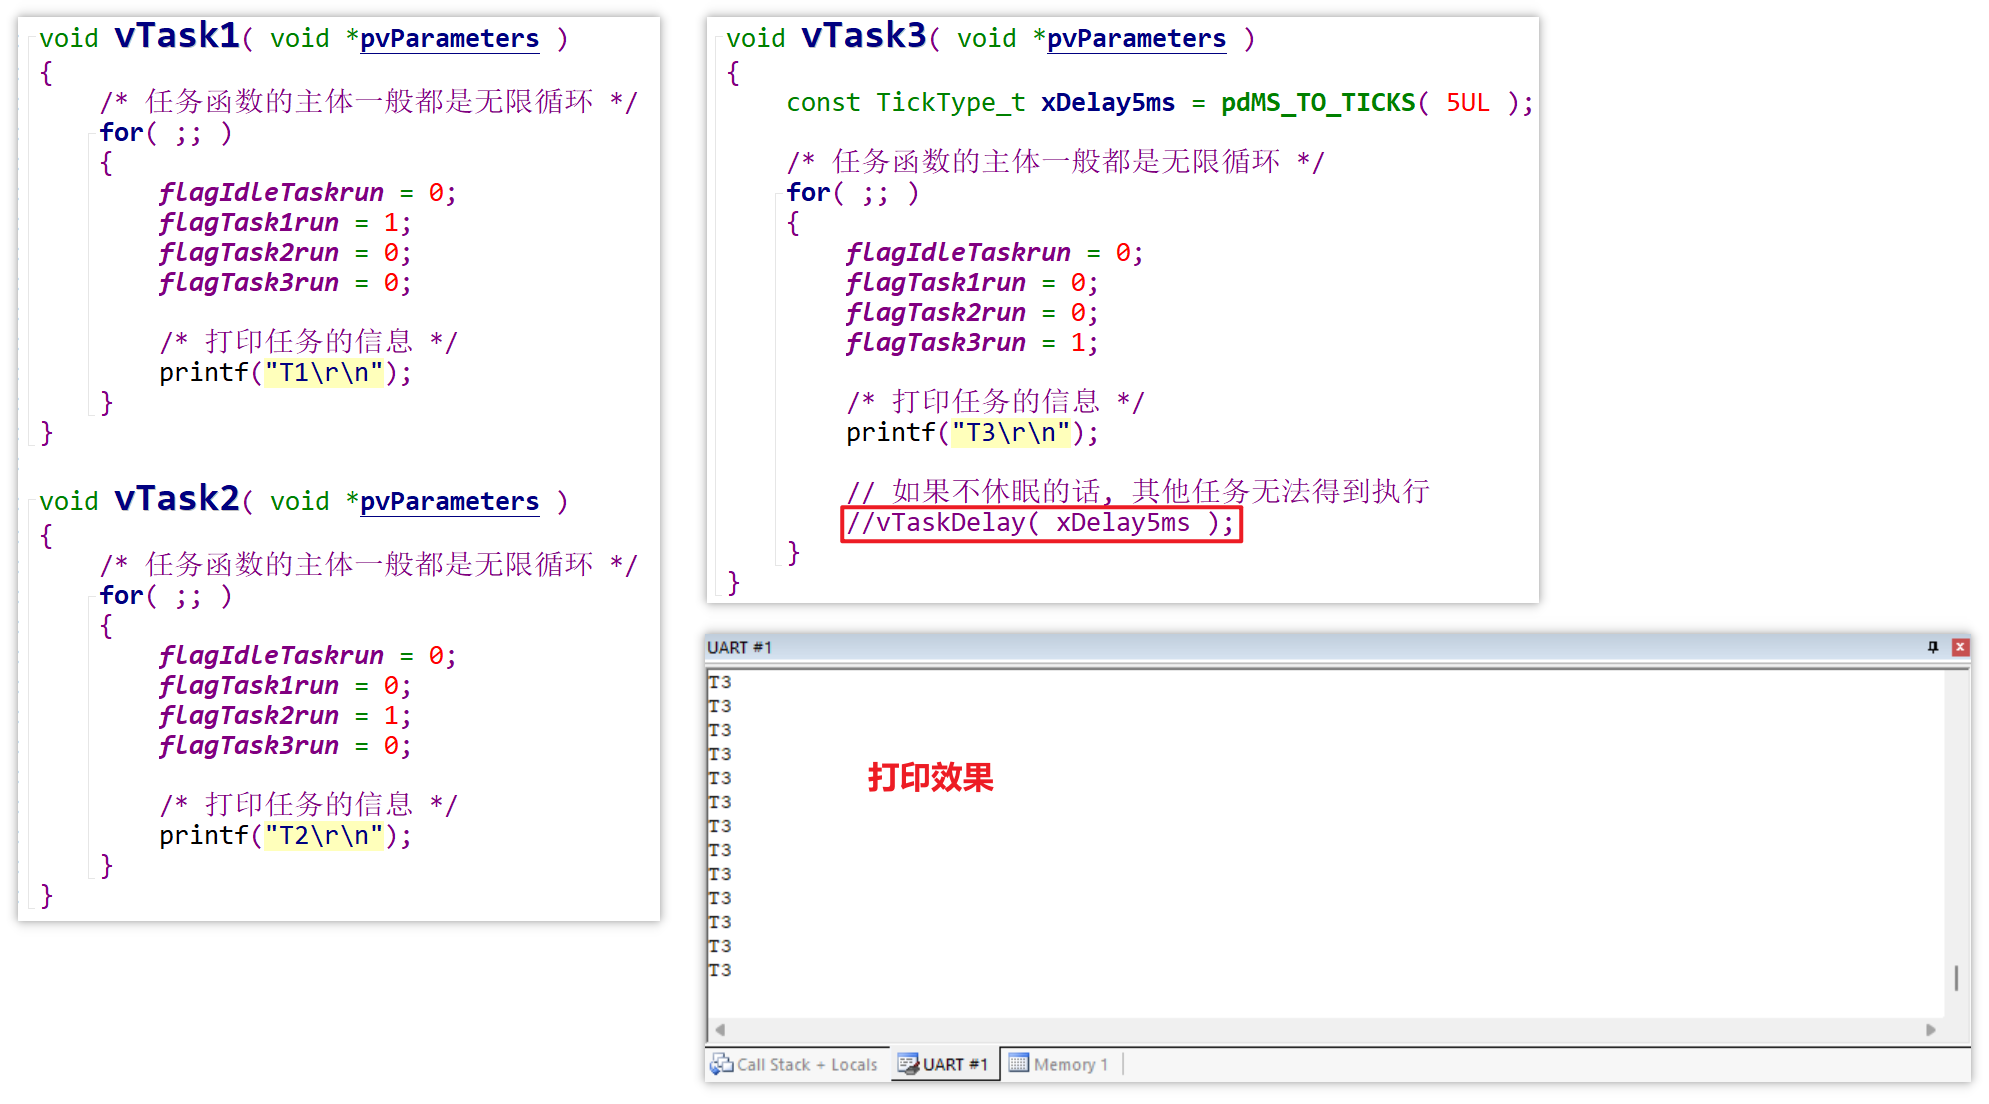 void vTask1( void *pvParameters )
{
/* 任务函数的主体一般都是无限循环 */
for( ;; )
{
flagIdleTaskrun = 0;
flagTask1run = 1;
flagTask2run = 0;
flagTask3run = 0;
/* 打印任务的信息 */
printf("T1\r\n");
}
}
void vTask2( void *pvParameters )
{
/* 任务函数的主体一般都是无限循环 */
for( ;; )
{
flagIdleTaskrun = 0;
flagTask1run = 0;
flagTask2run = 1;
flagTask3run = 0;
/* 打印任务的信息 */
printf("T2\r\n");
}
}
void vTask3( void *pvParameters )
{
const TickType_t xDelay5ms = pdMS_TO_TICKS( 5UL );
/* 任务函数的主体一般都是无限循环 */
for( ;; )
{
flagIdleTaskrun = 0;
flagTask1run = 0;
flagTask2run = 0;
flagTask3run = 1;
/* 打印任务的信息 */
printf("T3\r\n");
// 如果不休眠的话, 其他任务无法得到执行
//vTaskDelay( xDelay5ms );
}
}
UART #1
T3
T3
T3
T3
T3
T3
T3
T3
T3
T3
T3
T3
T3
打印效果
Call Stack + Locals
UART #1
Memory 1